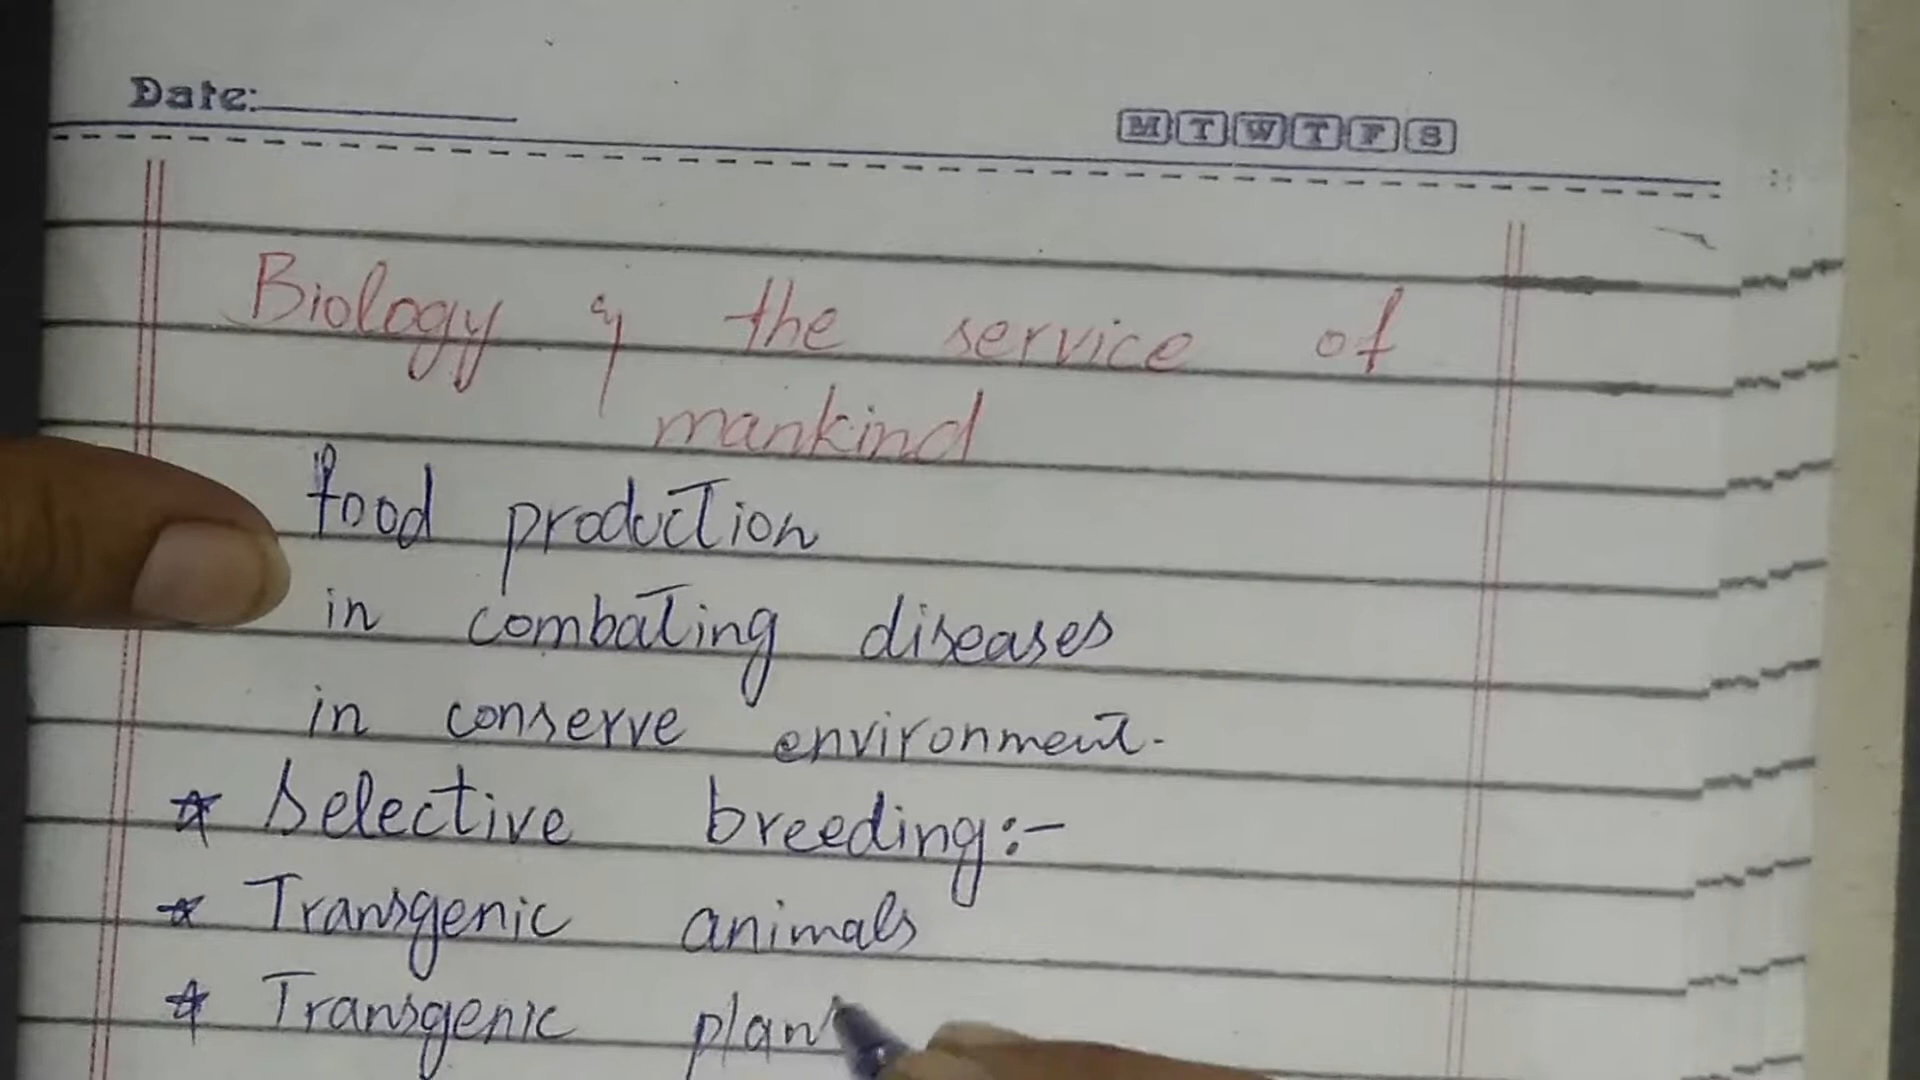 Date:
M T W T F S
Biology & the service of
mankind
food production
in combating diseases
in conserve environment.
* Selective breeding:-
* Transgenic animals
* Transgenic plan